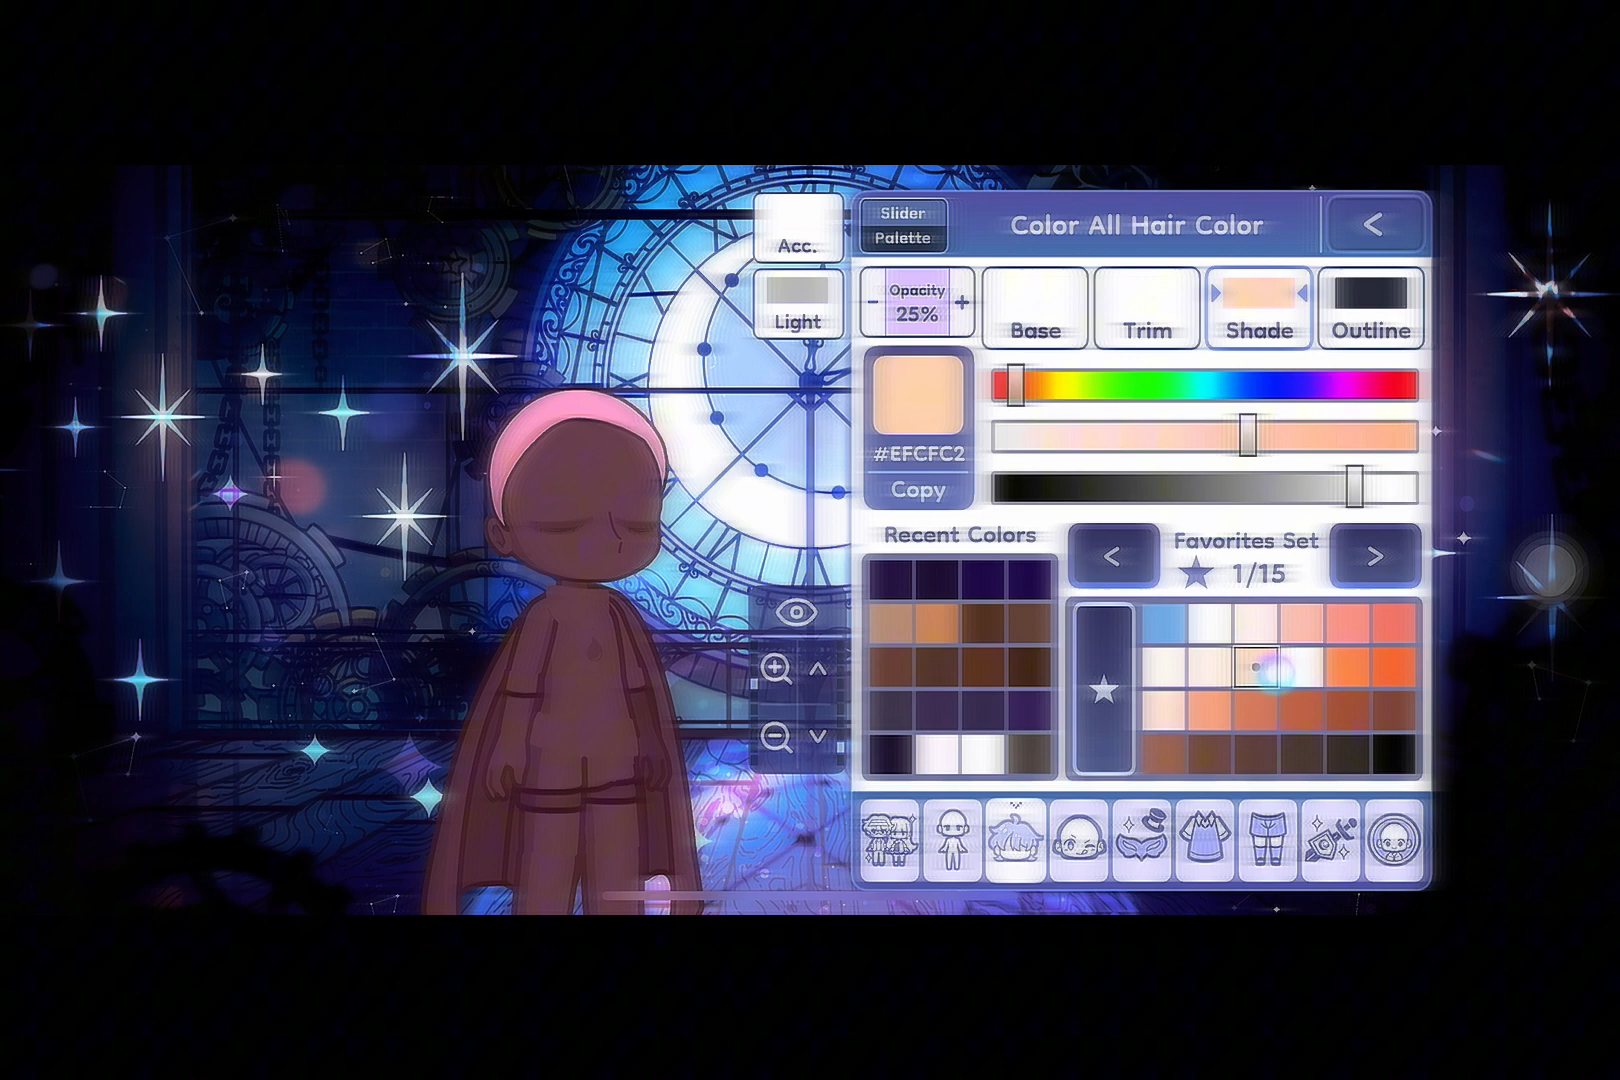 Acc.
Light
Slider
Palette
Color All Hair Color
<
- Opacity +
25%
Base
Trim
Shade
Outline
#EFCFC2
Copy
Recent Colors
<
Favorites Set
★ 1/15
>
★